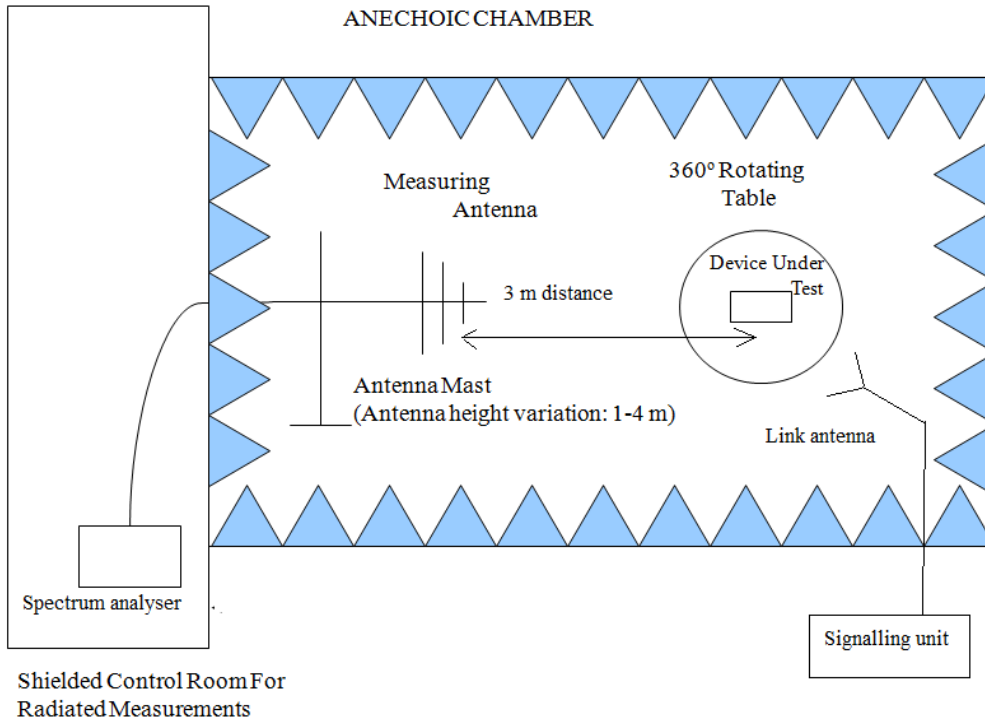 ANECHOIC CHAMBER
Measuring
Antenna
360º Rotating
Table
Device Under
Test
3 m distance
Antenna Mast
(Antenna height variation: 1-4 m)
Link antenna
Spectrum analyser
Signalling unit
Shielded Control Room For
Radiated Measurements